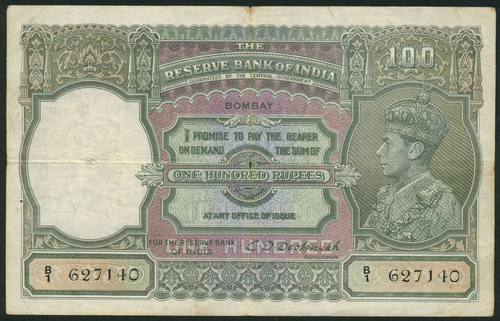 THE
100
RESERVE BANK OF INDIA
GUARANTEED BY THE CENTRAL GOVERNMENT
BOMBAY
I PROMISE TO PAY THE BEARER
ON DEMAND THE SUM OF
ONE HUNDRED RUPEES
AT ANY OFFICE OF ISSUE
FOR THE RESERVE BANK
OF INDIA
C. D. Deshmukh
GOVERNOR
B/1 627140
B/1 627140